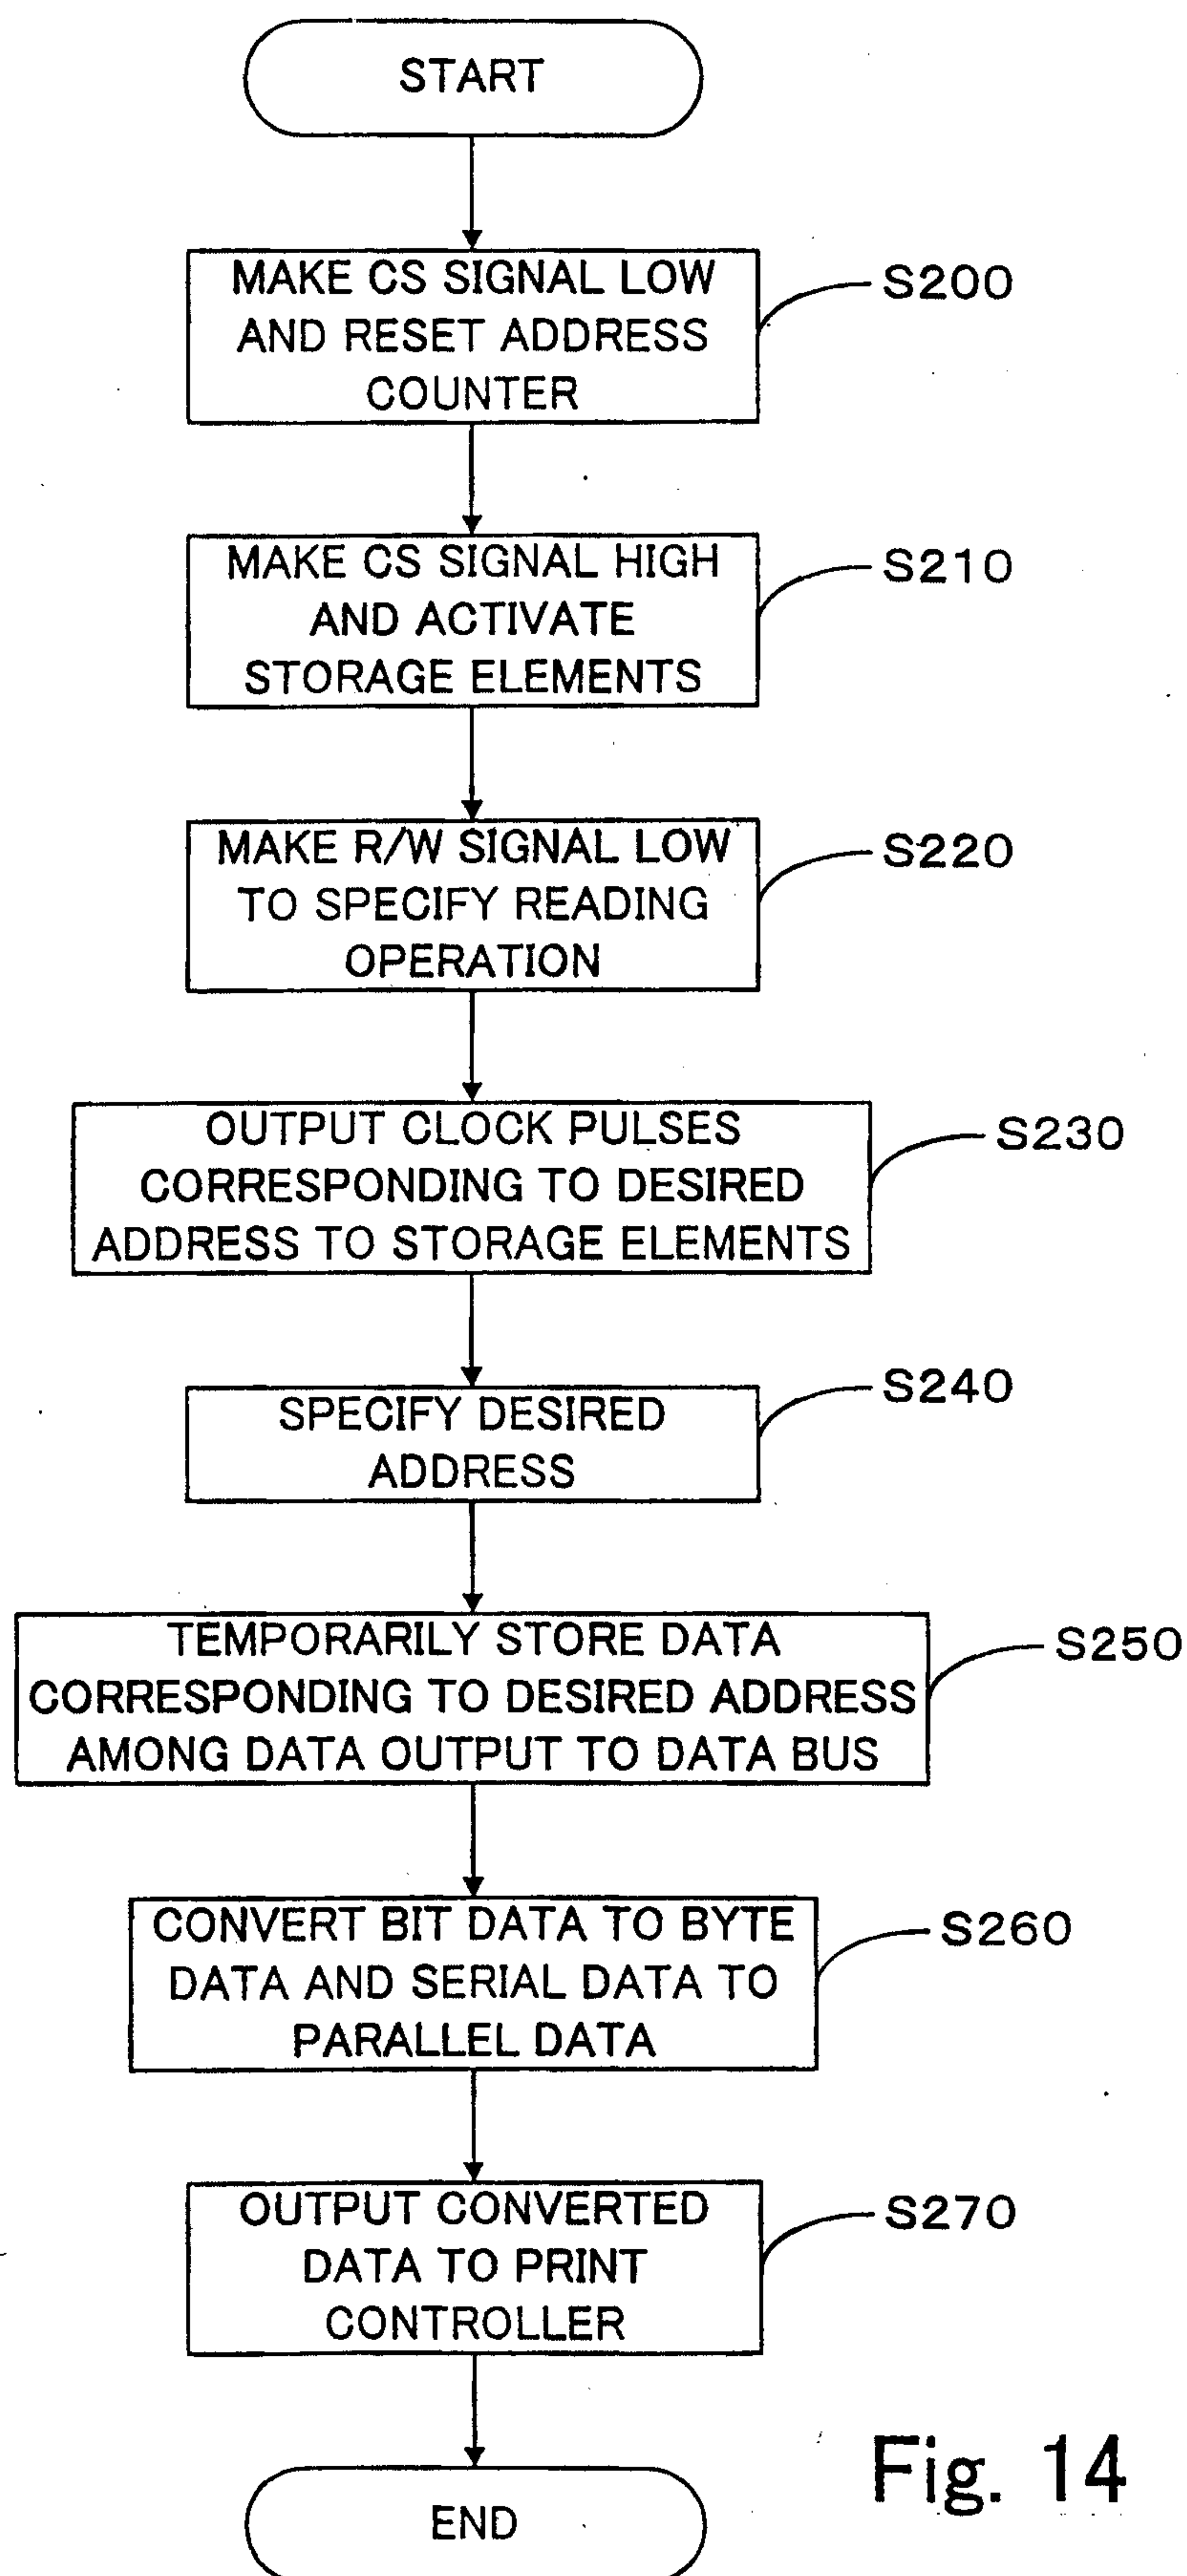 START
MAKE CS SIGNAL LOW
AND RESET ADDRESS
COUNTER
S200
MAKE CS SIGNAL HIGH
AND ACTIVATE
STORAGE ELEMENTS
S210
MAKE R/W SIGNAL LOW
TO SPECIFY READING
OPERATION
S220
OUTPUT CLOCK PULSES
CORRESPONDING TO DESIRED
ADDRESS TO STORAGE ELEMENTS
S230
SPECIFY DESIRED
ADDRESS
S240
TEMPORARILY STORE DATA
CORRESPONDING TO DESIRED ADDRESS
AMONG DATA OUTPUT TO DATA BUS
S250
CONVERT BIT DATA TO BYTE
DATA AND SERIAL DATA TO
PARALLEL DATA
S260
OUTPUT CONVERTED
DATA TO PRINT
CONTROLLER
S270
END
Fig. 14